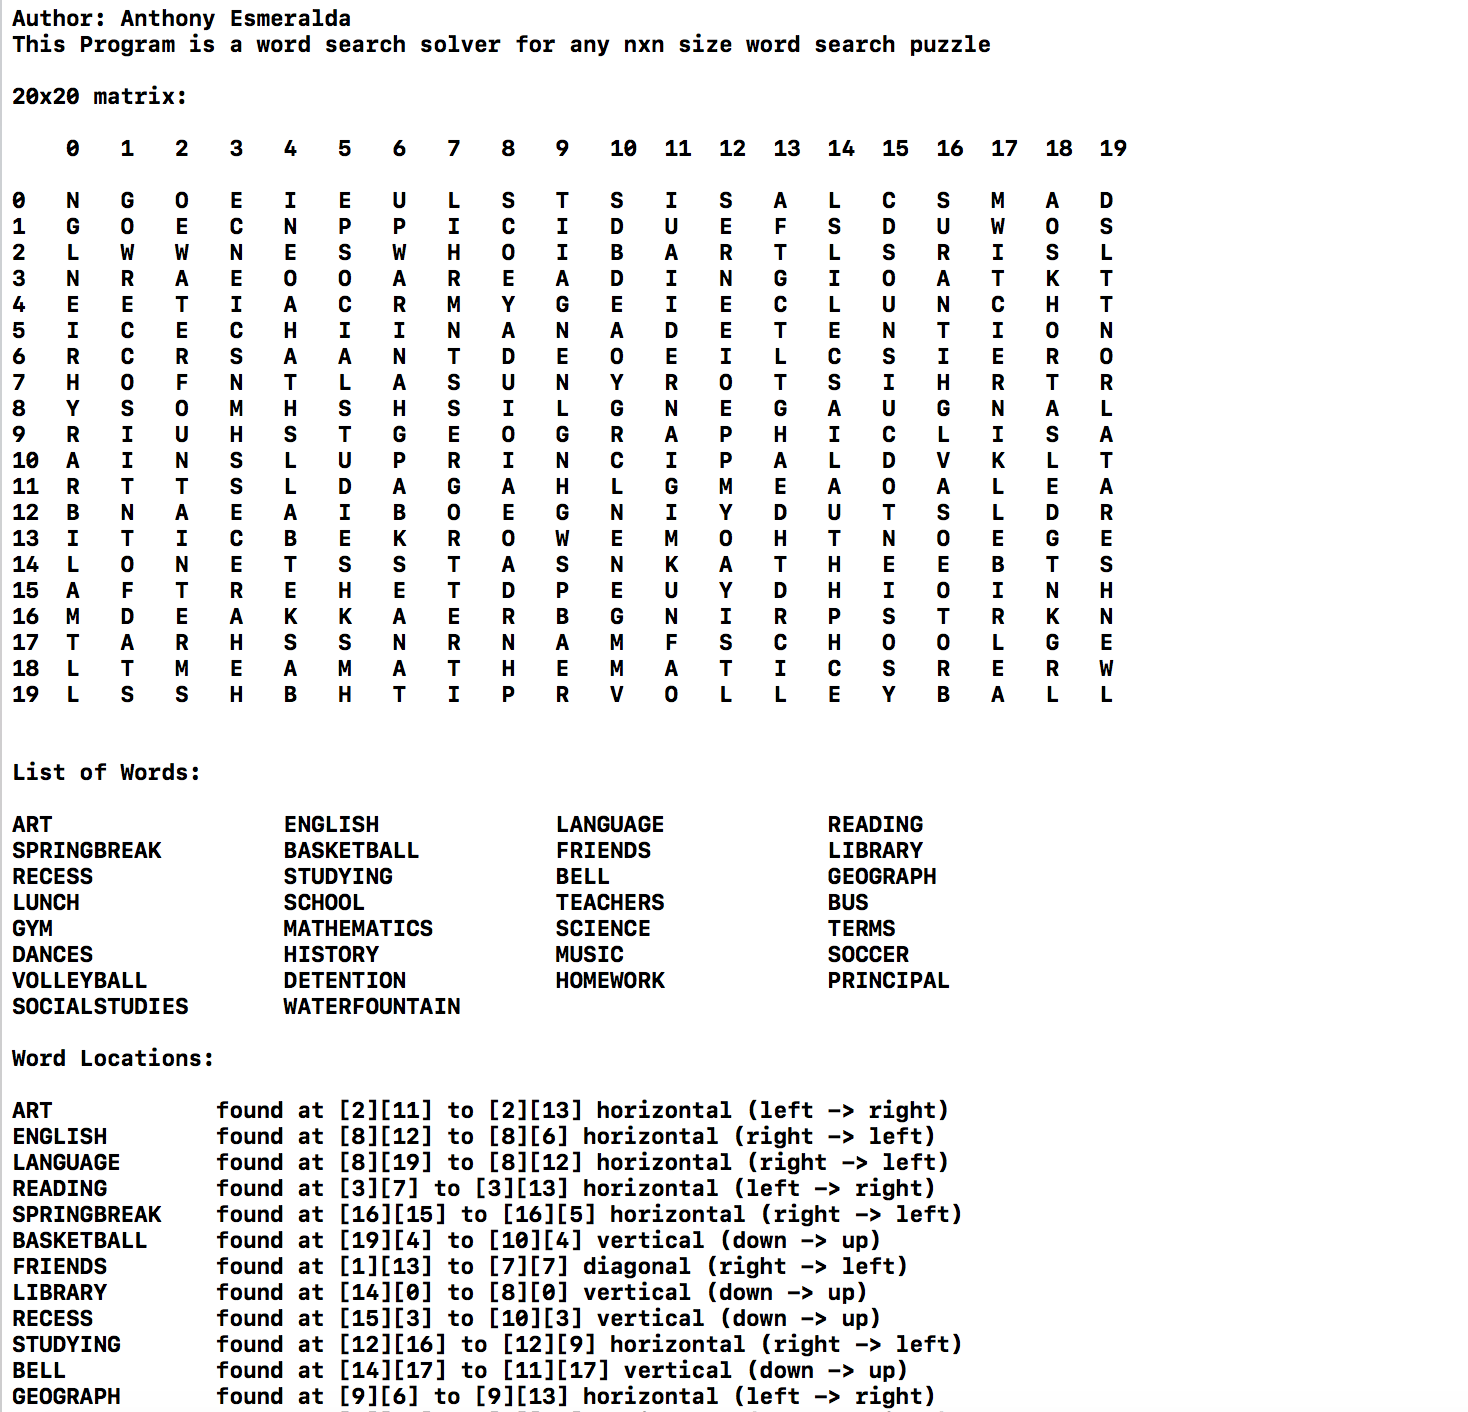 Author: Anthony Esmeralda
This Program is a word search solver for any nxn size word search puzzle
20x20 matrix:
0 1 2 3 4 5 6 7 8 9 10 11 12 13 14 15 16 17 18 19
0 N G O E I E U L S T S I S A L C S M A D
1 G O E C N P P I C I D U E F S D U W O S
2 L W W N E S W H O I B A R T L S R I S L
3 N R A E O O A R E A D I N G I O A T K T
4 E E T I A C R M Y G E I E C L U N C H T
5 I C E C H I I N A N A D E T E N T I O N
6 R C R S A A N T D E O E I L C S I E R O
7 H O F N T L A S U N Y R O T S I H R T R
8 Y S O M H S H S I L G N E G A U G N A L
9 R I U H S T G E O G R A P H I C L I S A
10 A I N S L U P R I N C I P A L D V K L T
11 R T T S L D A G A H L G M E A O A L E A
12 B N A E A I B O E G N I Y D U T S L D R
13 I T I C B E K R O W E M O H T N O E G E
14 L O N E T S S T A S N K A T H E E B T S
15 A F T R E H E T D P E U Y D H I O I N H
16 M D E A K K A E R B G N I R P S T R K N
17 T A R H S S N R N A M F S C H O O L G E
18 L T M E A M A T H E M A T I C S R E R W
19 L S S H B H T I P R V O L L E Y B A L L
List of Words:
ART ENGLISH LANGUAGE READING
SPRINGBREAK BASKETBALL FRIENDS LIBRARY
RECESS STUDYING BELL GEOGRAPH
LUNCH SCHOOL TEACHERS BUS
GYM MATHEMATICS SCIENCE TERMS
DANCES HISTORY MUSIC SOCCER
VOLLEYBALL DETENTION HOMEWORK PRINCIPAL
SOCIALSTUDIES WATERFOUNTAIN
Word Locations:
ART found at [2][11] to [2][13] horizontal (left -> right)
ENGLISH found at [8][12] to [8][6] horizontal (right -> left)
LANGUAGE found at [8][19] to [8][12] horizontal (right -> left)
READING found at [3][7] to [3][13] horizontal (left -> right)
SPRINGBREAK found at [16][15] to [16][5] horizontal (right -> left)
BASKETBALL found at [19][4] to [10][4] vertical (down -> up)
FRIENDS found at [1][13] to [7][7] diagonal (right -> left)
LIBRARY found at [14][0] to [8][0] vertical (down -> up)
RECESS found at [15][3] to [10][3] vertical (down -> up)
STUDYING found at [12][16] to [12][9] horizontal (right -> left)
BELL found at [14][17] to [11][17] vertical (down -> up)
GEOGRAPH found at [9][6] to [9][13] horizontal (left -> right)